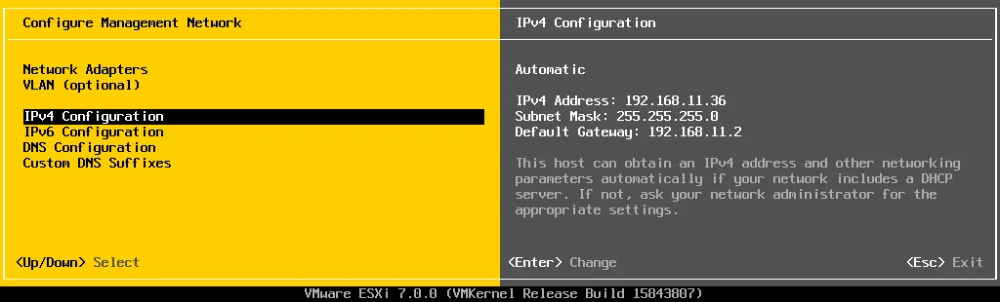 Configure Management Network
Network Adapters
VLAN (optional)
IPv4 Configuration
IPv6 Configuration
DNS Configuration
Custom DNS Suffixes
<Up/Down> Select
IPv4 Configuration
Automatic
IPv4 Address: 192.168.11.36
Subnet Mask: 255.255.255.0
Default Gateway: 192.168.11.2
This host can obtain an IPv4 address and other networking
parameters automatically if your network includes a DHCP
server. If not, ask your network administrator for the
appropriate settings.
<Enter> Change
<Esc> Exit
VMware ESXi 7.0.0 (VMKernel Release Build 15843807)